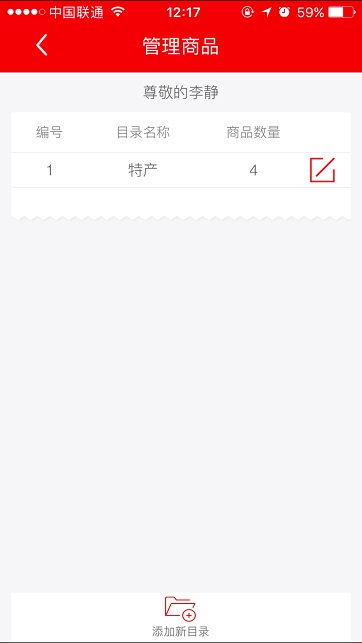 中国联通 12:17 59%
管理商品
尊敬的李静
编号 目录名称 商品数量
1 特产 4
添加新目录